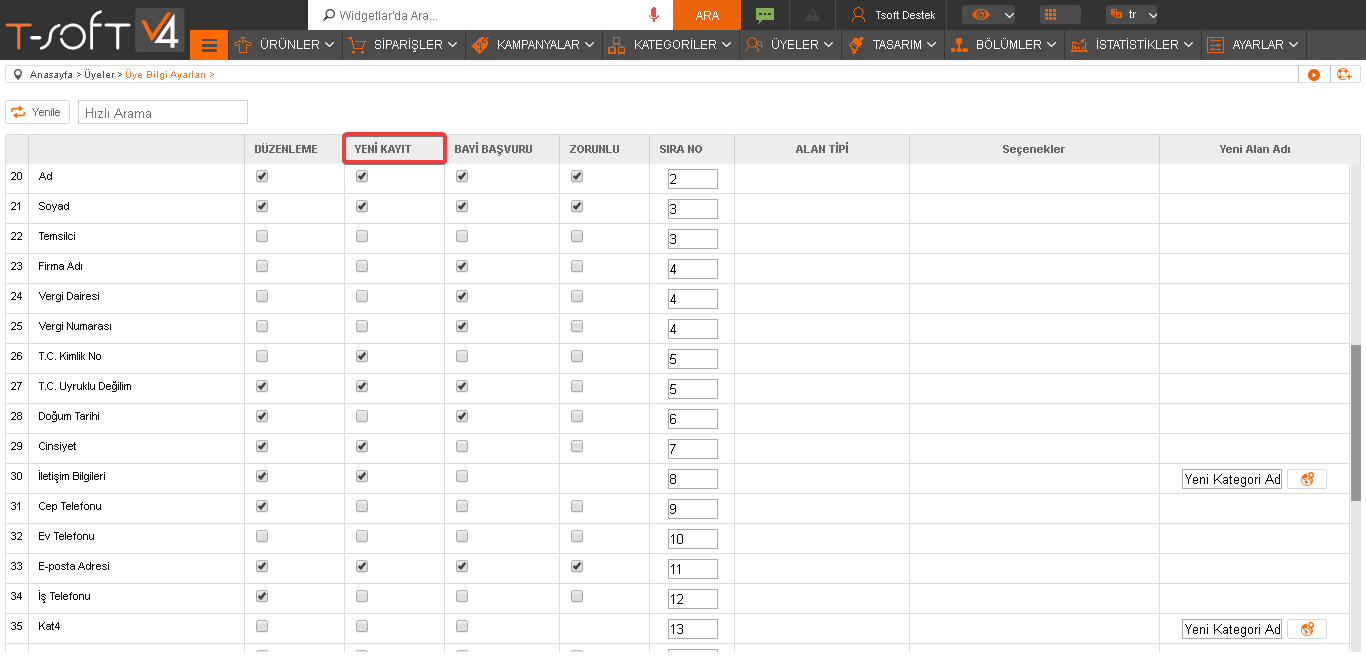 T-SOFT V4
Widgetlar'da Ara...
ARA
Tsoft Destek
tr
ÜRÜNLER
SİPARİŞLER
KAMPANYALAR
KATEGORİLER
ÜYELER
TASARIM
BÖLÜMLER
İSTATİSTİKLER
AYARLAR
Anasayfa > Üyeler > Üye Bilgi Ayarları >
Yenile
Hızlı Arama
DÜZENLEME YENİ KAYIT BAYİ BAŞVURU ZORUNLU SIRA NO ALAN TİPİ Seçenekler Yeni Alan Adı
20 Ad 2
21 Soyad 3
22 Temsilci 3
23 Firma Adı 4
24 Vergi Dairesi 4
25 Vergi Numarası 4
26 T.C. Kimlik No 5
27 T.C. Uyruklu Değilim 5
28 Doğum Tarihi 6
29 Cinsiyet 7
30 İletişim Bilgileri 8 Yeni Kategori Ad
31 Cep Telefonu 9
32 Ev Telefonu 10
33 E-posta Adresi 11
34 İş Telefonu 12
35 Kat4 13 Yeni Kategori Ad